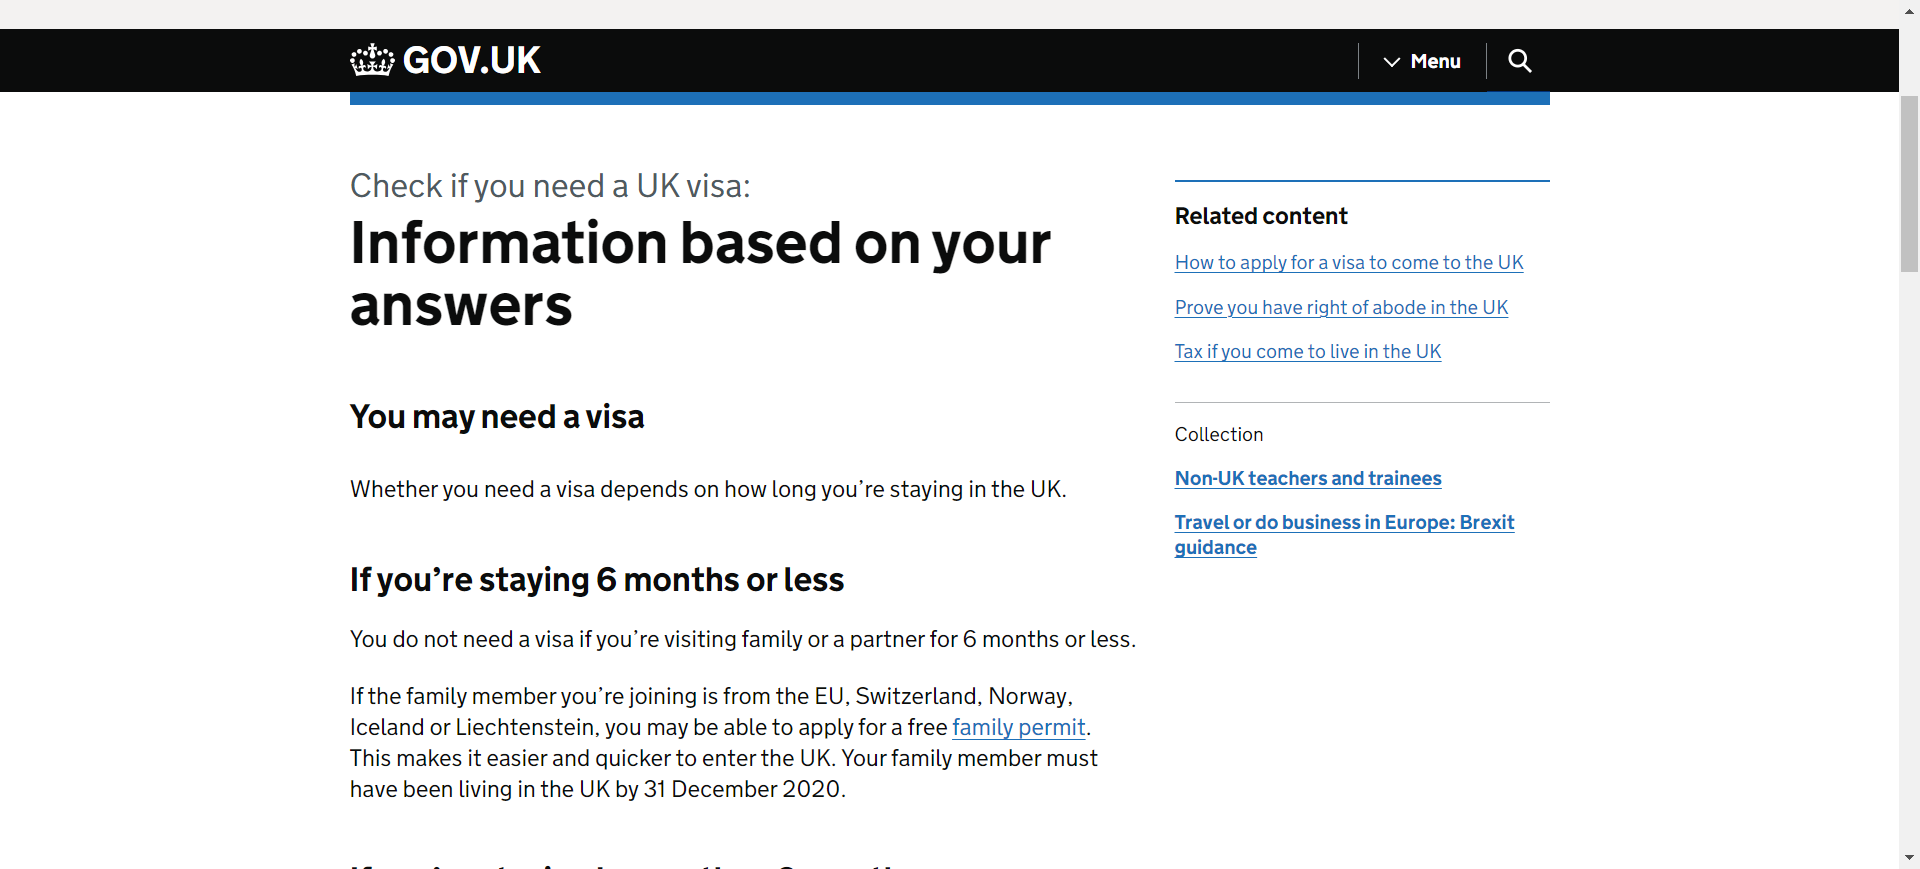 GOV.UK
Menu
Check if you need a UK visa:
Information based on your
answers
You may need a visa
Whether you need a visa depends on how long you’re staying in the UK.
If you’re staying 6 months or less
You do not need a visa if you’re visiting family or a partner for 6 months or less.
If the family member you’re joining is from the EU, Switzerland, Norway,
Iceland or Liechtenstein, you may be able to apply for a free family permit.
This makes it easier and quicker to enter the UK. Your family member must
have been living in the UK by 31 December 2020.
Related content
How to apply for a visa to come to the UK
Prove you have right of abode in the UK
Tax if you come to live in the UK
Collection
Non-UK teachers and trainees
Travel or do business in Europe: Brexit
guidance